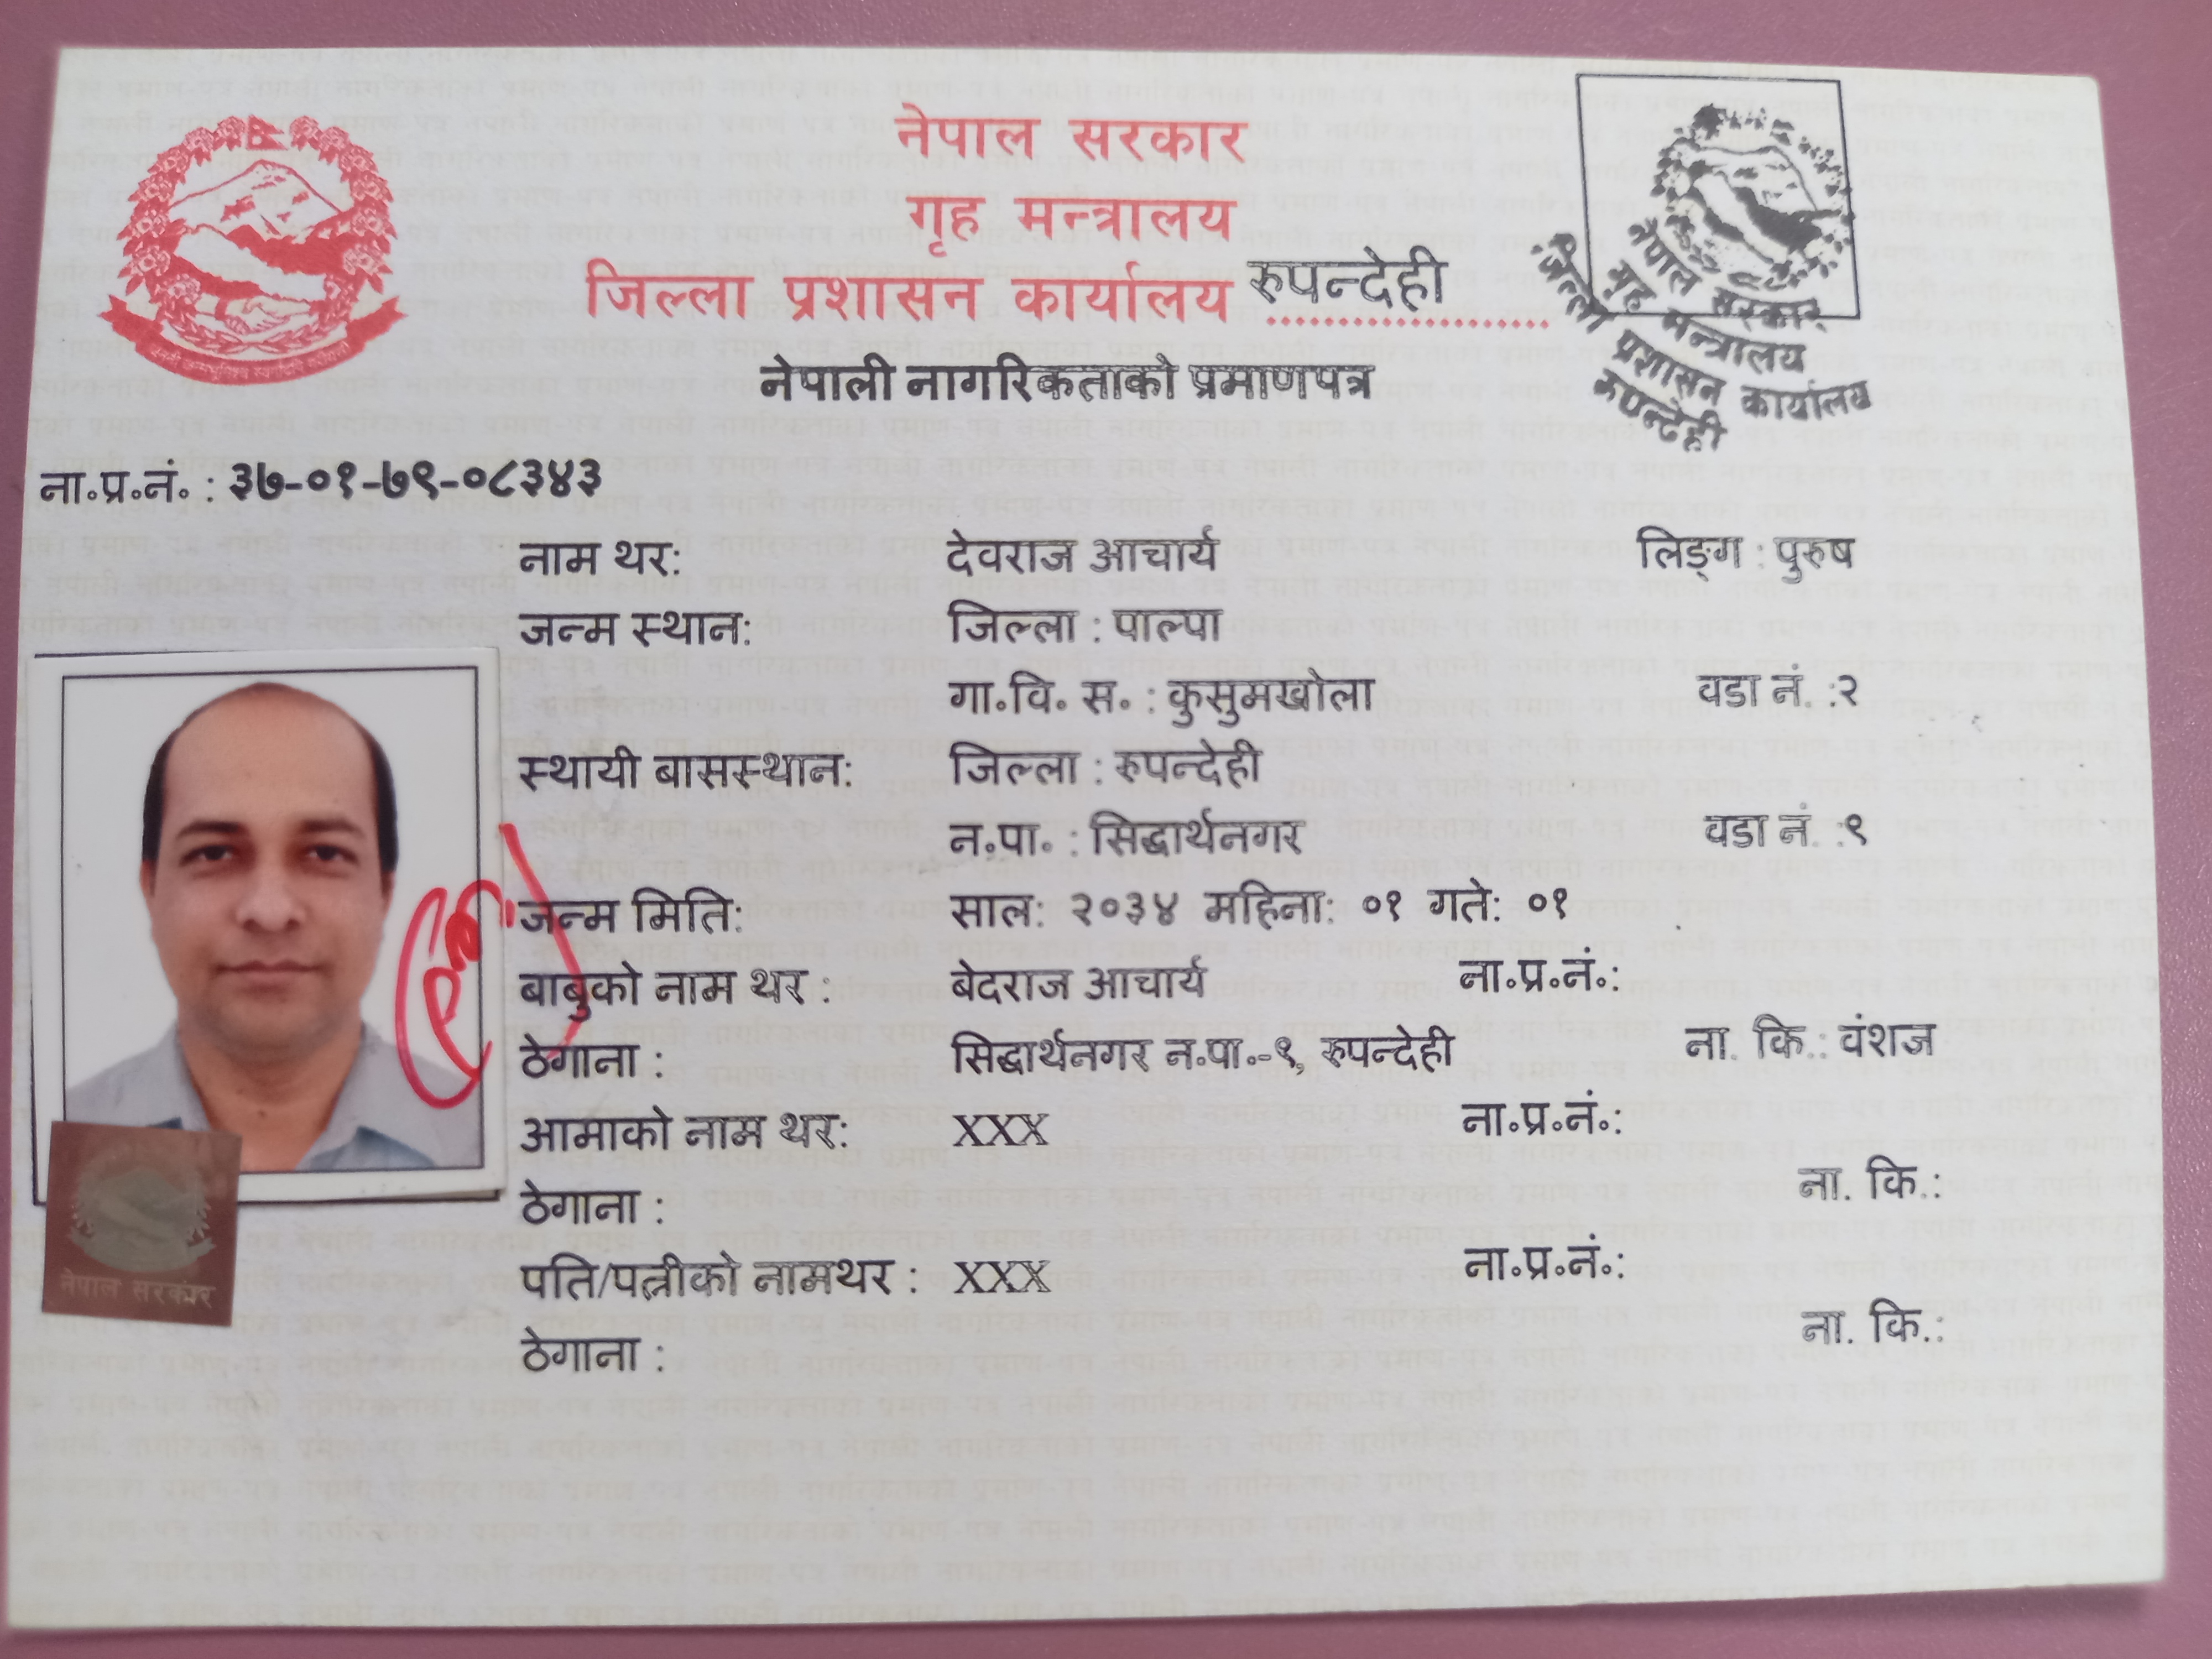 नेपाल सरकार
गृह मन्त्रालय
जिल्ला प्रशासन कार्यालय रुपन्देही
नेपाल सरकार
गृह मन्त्रालय
जिल्ला प्रशासन कार्यालय
रुपन्देही
नेपाली नागरिकताको प्रमाणपत्र
ना॰प्र॰नं॰ : ३७-०१-७९-०८३४३
नाम थर: देवराज आचार्य लिङ्ग : पुरुष
जन्म स्थान: जिल्ला : पाल्पा
गा॰वि॰ स॰ : कुसुमखोला वडा नं. :२
स्थायी बासस्थान: जिल्ला : रुपन्देही
न॰पा॰ : सिद्धार्थनगर वडा नं. :९
जन्म मिति: साल: २०३४ महिना: ०१ गते: ०१
बाबुको नाम थर : बेदराज आचार्य ना॰प्र॰नं॰:
ठेगाना : सिद्धार्थनगर न॰पा॰-९, रुपन्देही ना. कि.: वंशज
आमाको नाम थर: XXX ना॰प्र॰नं॰:
ठेगाना : ना. कि.:
पति/पत्नीको नामथर : XXX ना॰प्र॰नं॰:
ठेगाना : ना. कि.:
नेपाल सरकार